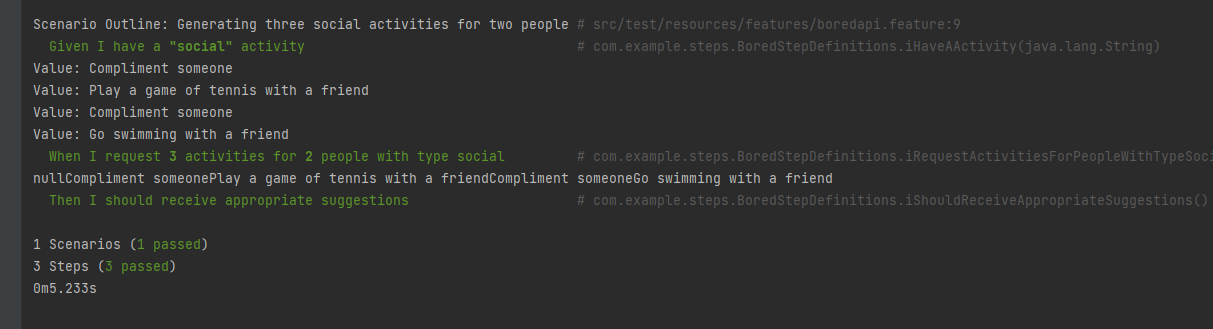 Scenario Outline: Generating three social activities for two people # src/test/resources/features/boredapi.feature:9
Given I have a "social" activity # com.example.steps.BoredStepDefinitions.iHaveAActivity(java.lang.String)
Value: Compliment someone
Value: Play a game of tennis with a friend
Value: Compliment someone
Value: Go swimming with a friend
When I request 3 activities for 2 people with type social # com.example.steps.BoredStepDefinitions.iRequestActivitiesForPeopleWithTypeSoci
nullCompliment someonePlay a game of tennis with a friendCompliment someoneGo swimming with a friend
Then I should receive appropriate suggestions # com.example.steps.BoredStepDefinitions.iShouldReceiveAppropriateSuggestions()
1 Scenarios (1 passed)
3 Steps (3 passed)
0m5.233s